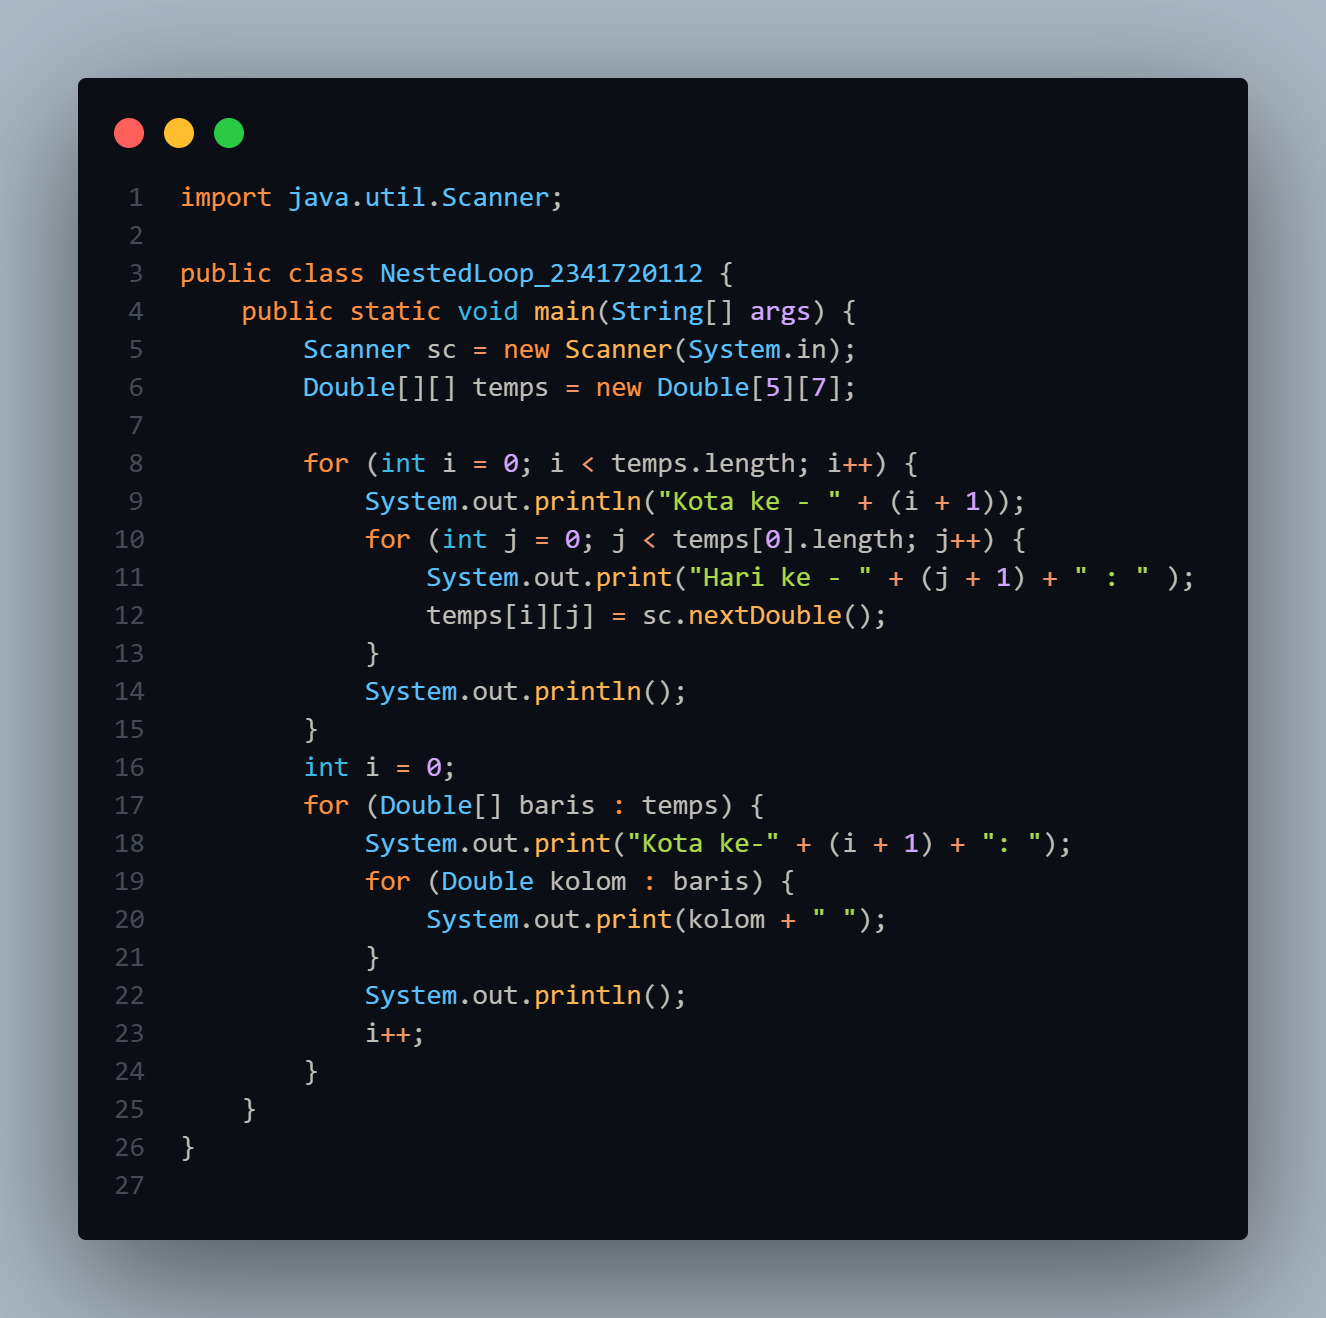 1 import java.util.Scanner;
2
3 public class NestedLoop_2341720112 {
4     public static void main(String[] args) {
5         Scanner sc = new Scanner(System.in);
6         Double[][] temps = new Double[5][7];
7
8         for (int i = 0; i < temps.length; i++) {
9             System.out.println("Kota ke - " + (i + 1));
10             for (int j = 0; j < temps[0].length; j++) {
11                 System.out.print("Hari ke - " + (j + 1) + " : " );
12                 temps[i][j] = sc.nextDouble();
13             }
14             System.out.println();
15         }
16         int i = 0;
17         for (Double[] baris : temps) {
18             System.out.print("Kota ke-" + (i + 1) + ": ");
19             for (Double kolom : baris) {
20                 System.out.print(kolom + " ");
21             }
22             System.out.println();
23             i++;
24         }
25     }
26 }
27